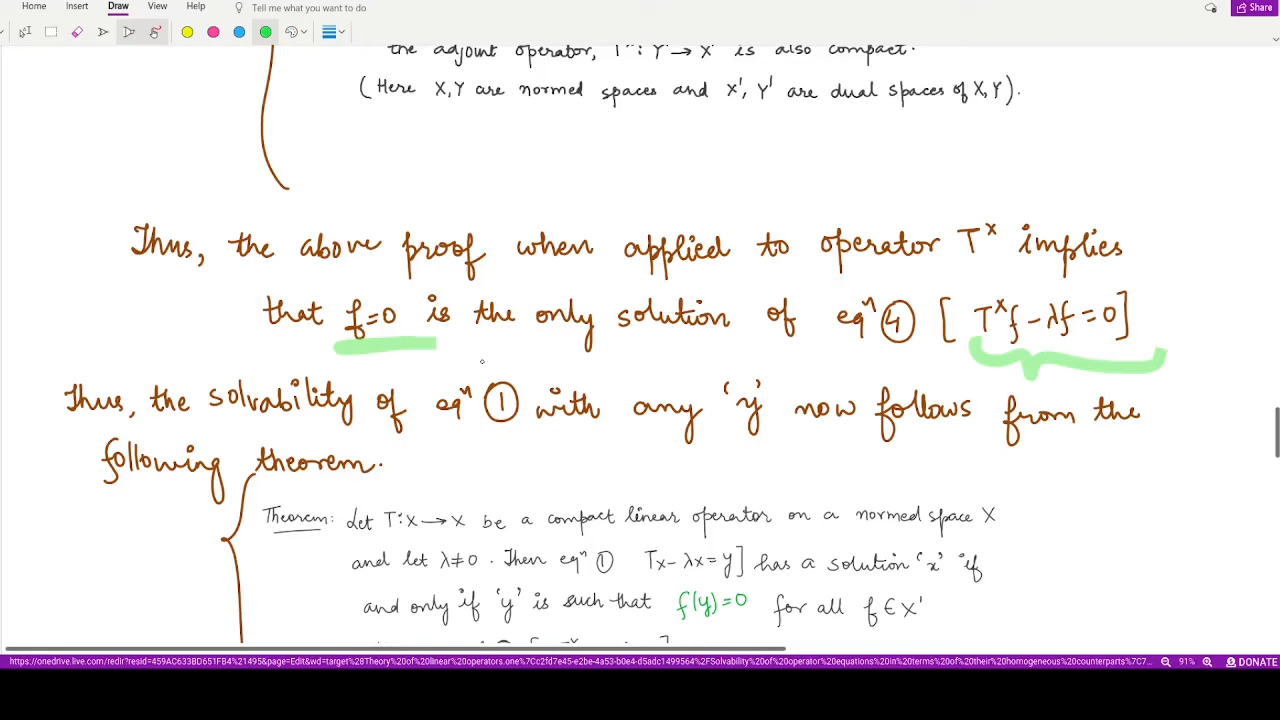 Home Insert Draw View Help Tell me what you want to do Share
the adjoint operator, T^x: Y' → X' is also compact.
(Here X,Y are normed spaces and X', Y' are dual spaces of X,Y).
Thus, the above proof when applied to operator T^x implies
that f=0 is the only solution of eqⁿ ④ [ T^x f - λf = 0 ]
Thus, the solvability of eqⁿ ① with any 'y' now follows from the
following theorem.
Theorem: Let T: X → X be a compact linear operator on a normed space X
and let λ≠0. Then eqⁿ ① Tx - λx = y] has a solution 'x' if
and only if 'y' is such that f(y)=0 for all f ∈ X'
91% DONATE